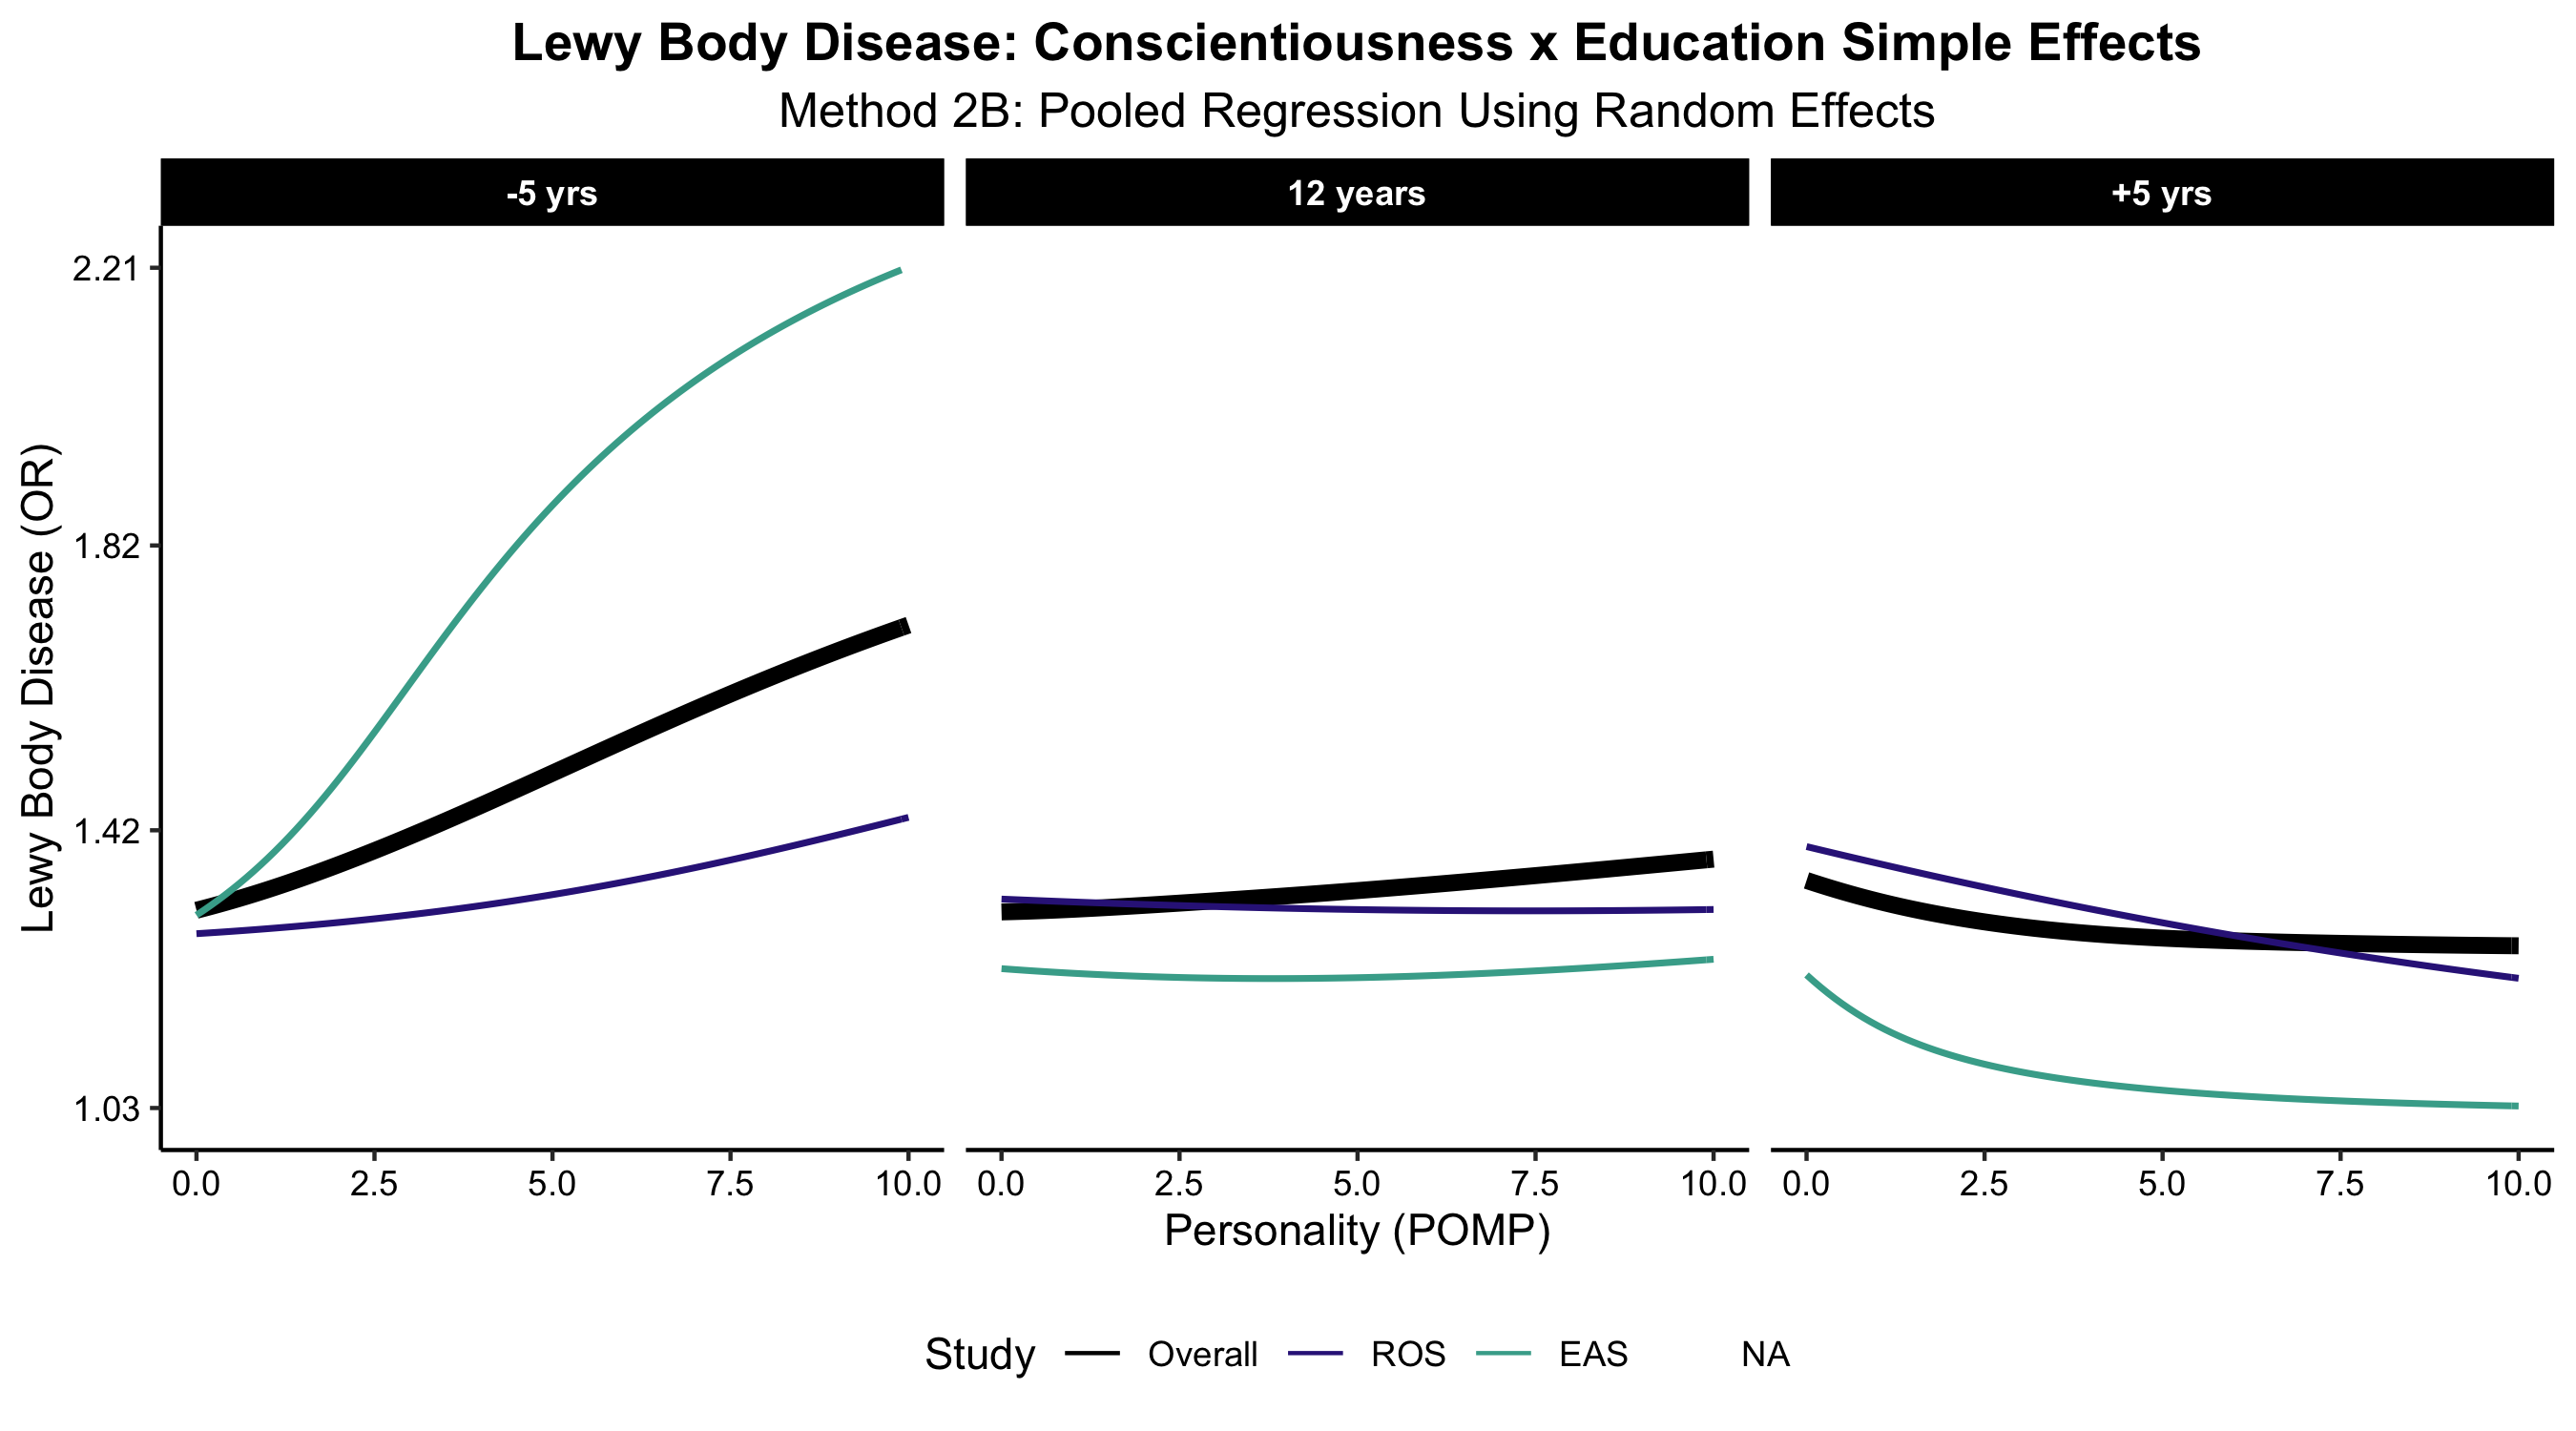 Lewy Body Disease: Conscientiousness x Education Simple Effects
Method 2B: Pooled Regression Using Random Effects
-5 yrs 12 years +5 yrs
Lewy Body Disease (OR)
2.21
1.82
1.42
1.03
0.0 2.5 5.0 7.5 10.0 0.0 2.5 5.0 7.5 10.0 0.0 2.5 5.0 7.5 10.0
Personality (POMP)
Study Overall ROS EAS NA